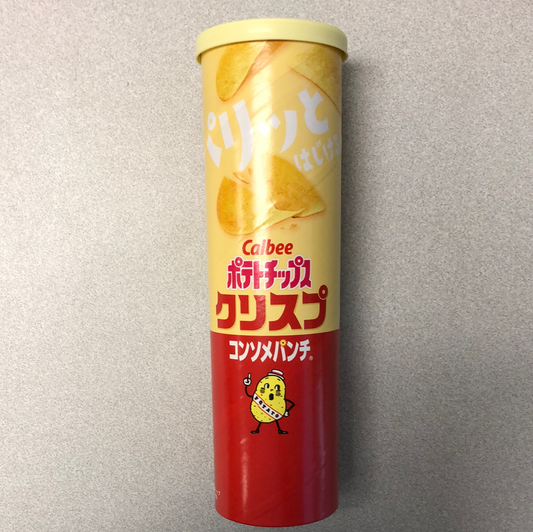 パリッと
はじける
Calbee
ポテトチップス
クリスプ
コンソメパンチ®
POTATO